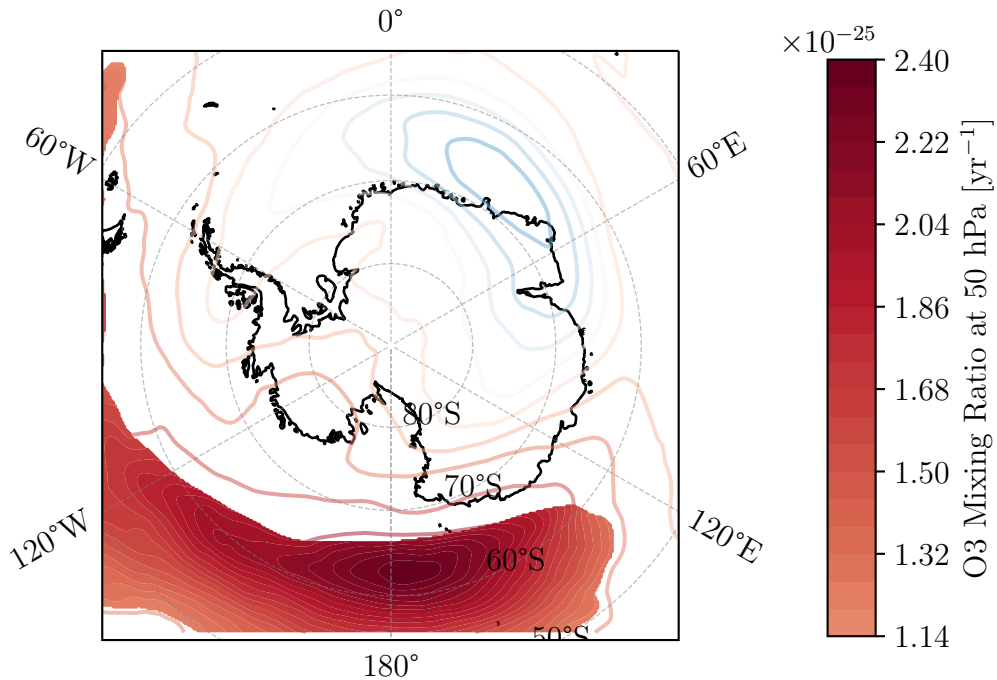 0°
×10⁻²⁵
60°W
60°E
80°S
70°S
120°W
120°E
60°S
50°S
180°
2.40
2.22
2.04
1.86
1.68
1.50
1.32
1.14
O3 Mixing Ratio at 50 hPa [yr⁻¹]